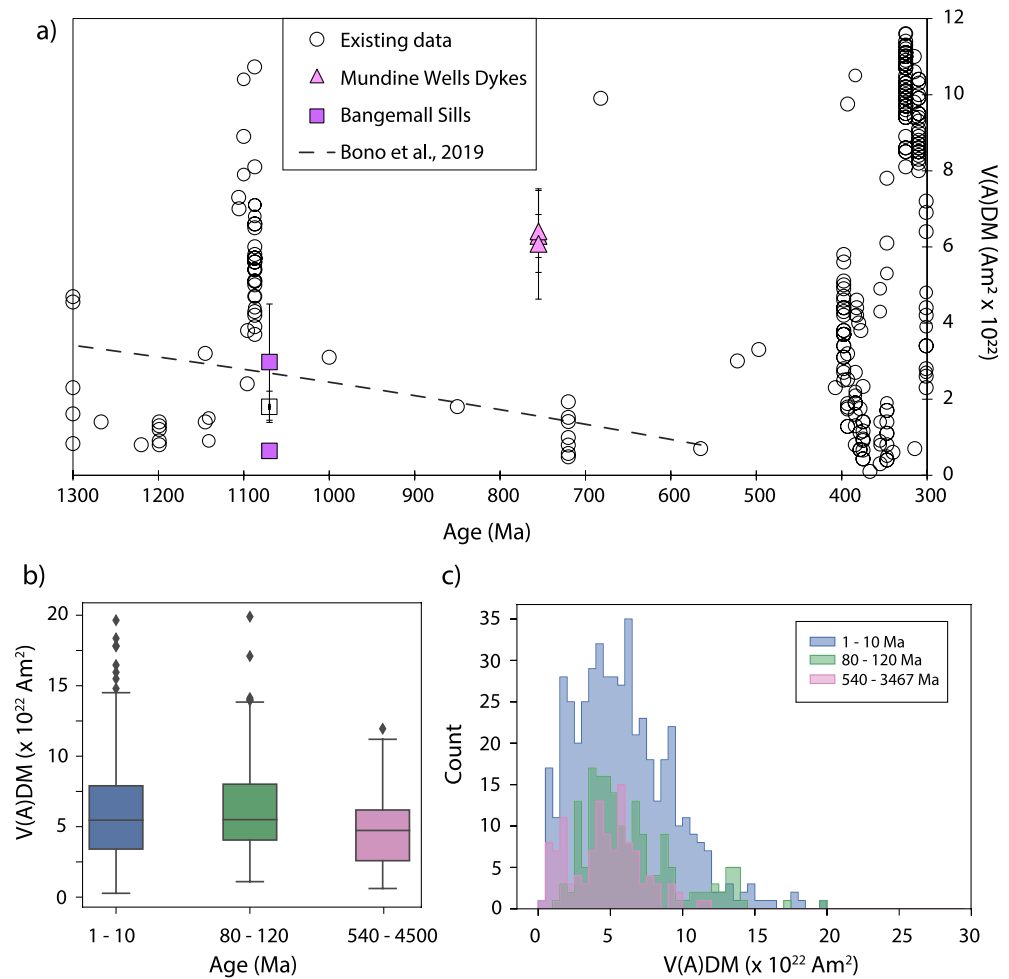 a)
Existing data
Mundine Wells Dykes
Bangemall Sills
Bono et al., 2019
12
10
8
6
4
2
0
V(A)DM (Am² x 10²²)
1300 1200 1100 1000 900 800 700 600 500 400 300
Age (Ma)
b)
20
15
10
5
0
V(A)DM (x 10²² Am²)
1 - 10 80 - 120 540 - 4500
Age (Ma)
c)
35
30
25
20
15
10
5
0
Count
1 - 10 Ma
80 - 120 Ma
540 - 3467 Ma
0 5 10 15 20 25 30
V(A)DM (x 10²² Am²)